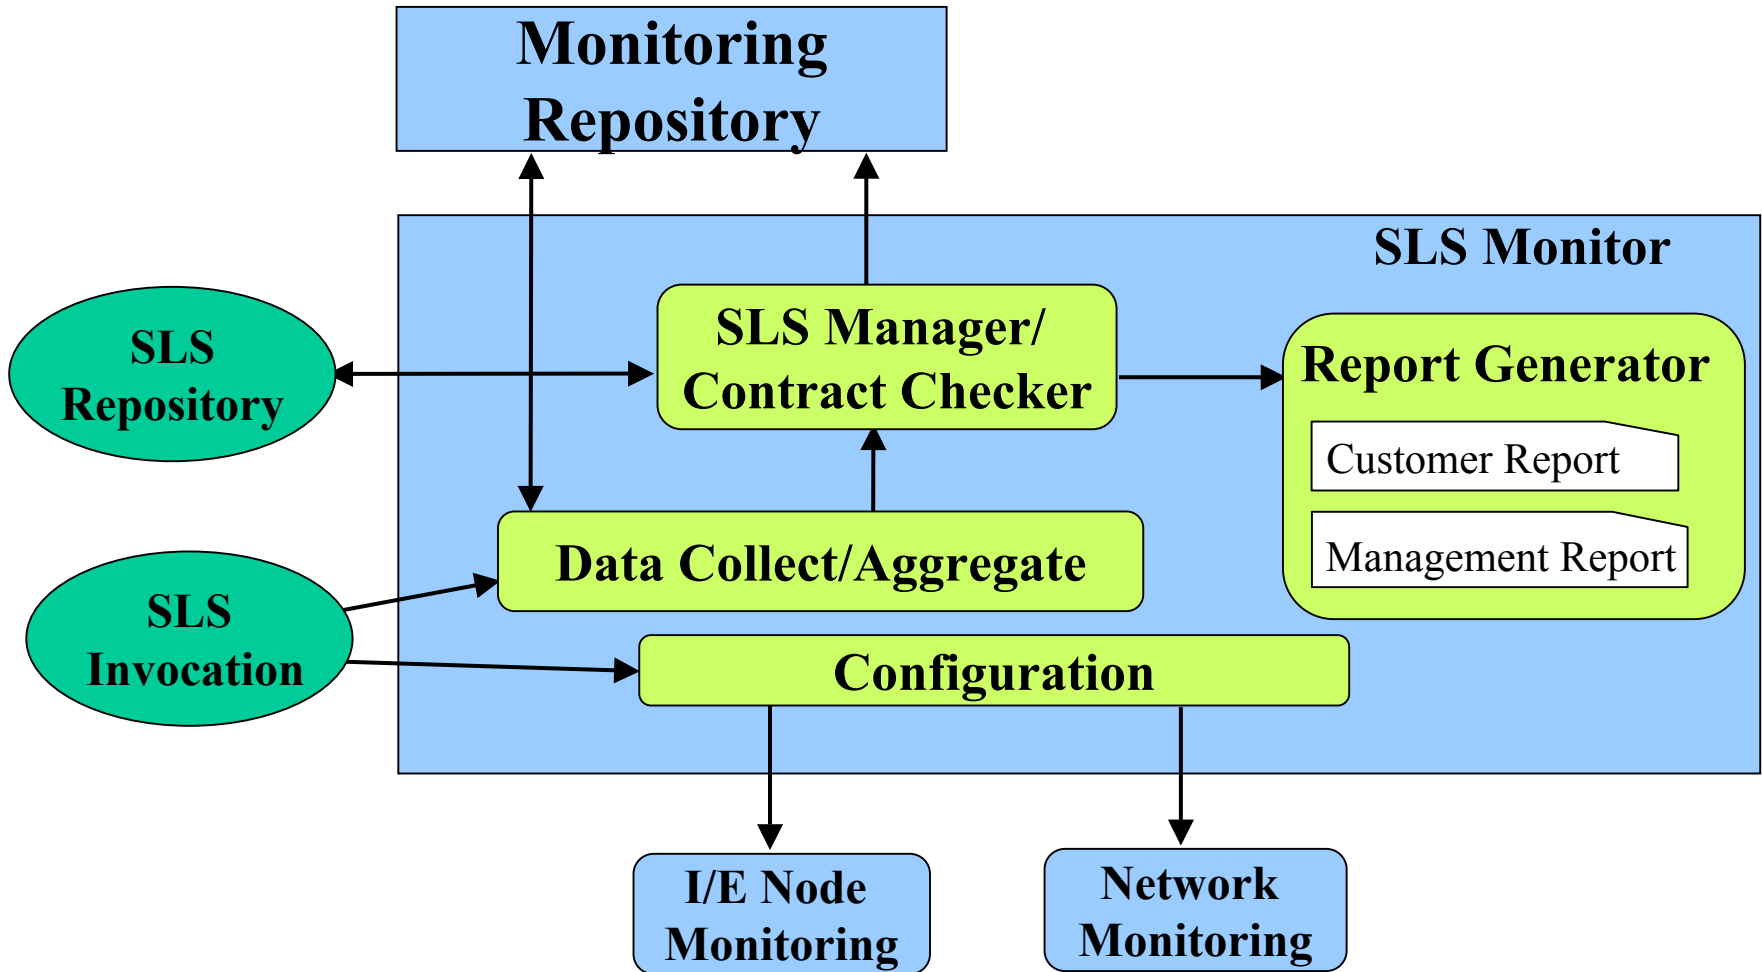 Monitoring
Repository
SLS Monitor
SLS Manager/
Contract Checker
SLS
Repository
Report Generator
Customer Report
Management Report
Data Collect/Aggregate
SLS
Invocation
Configuration
I/E Node
Monitoring
Network
Monitoring